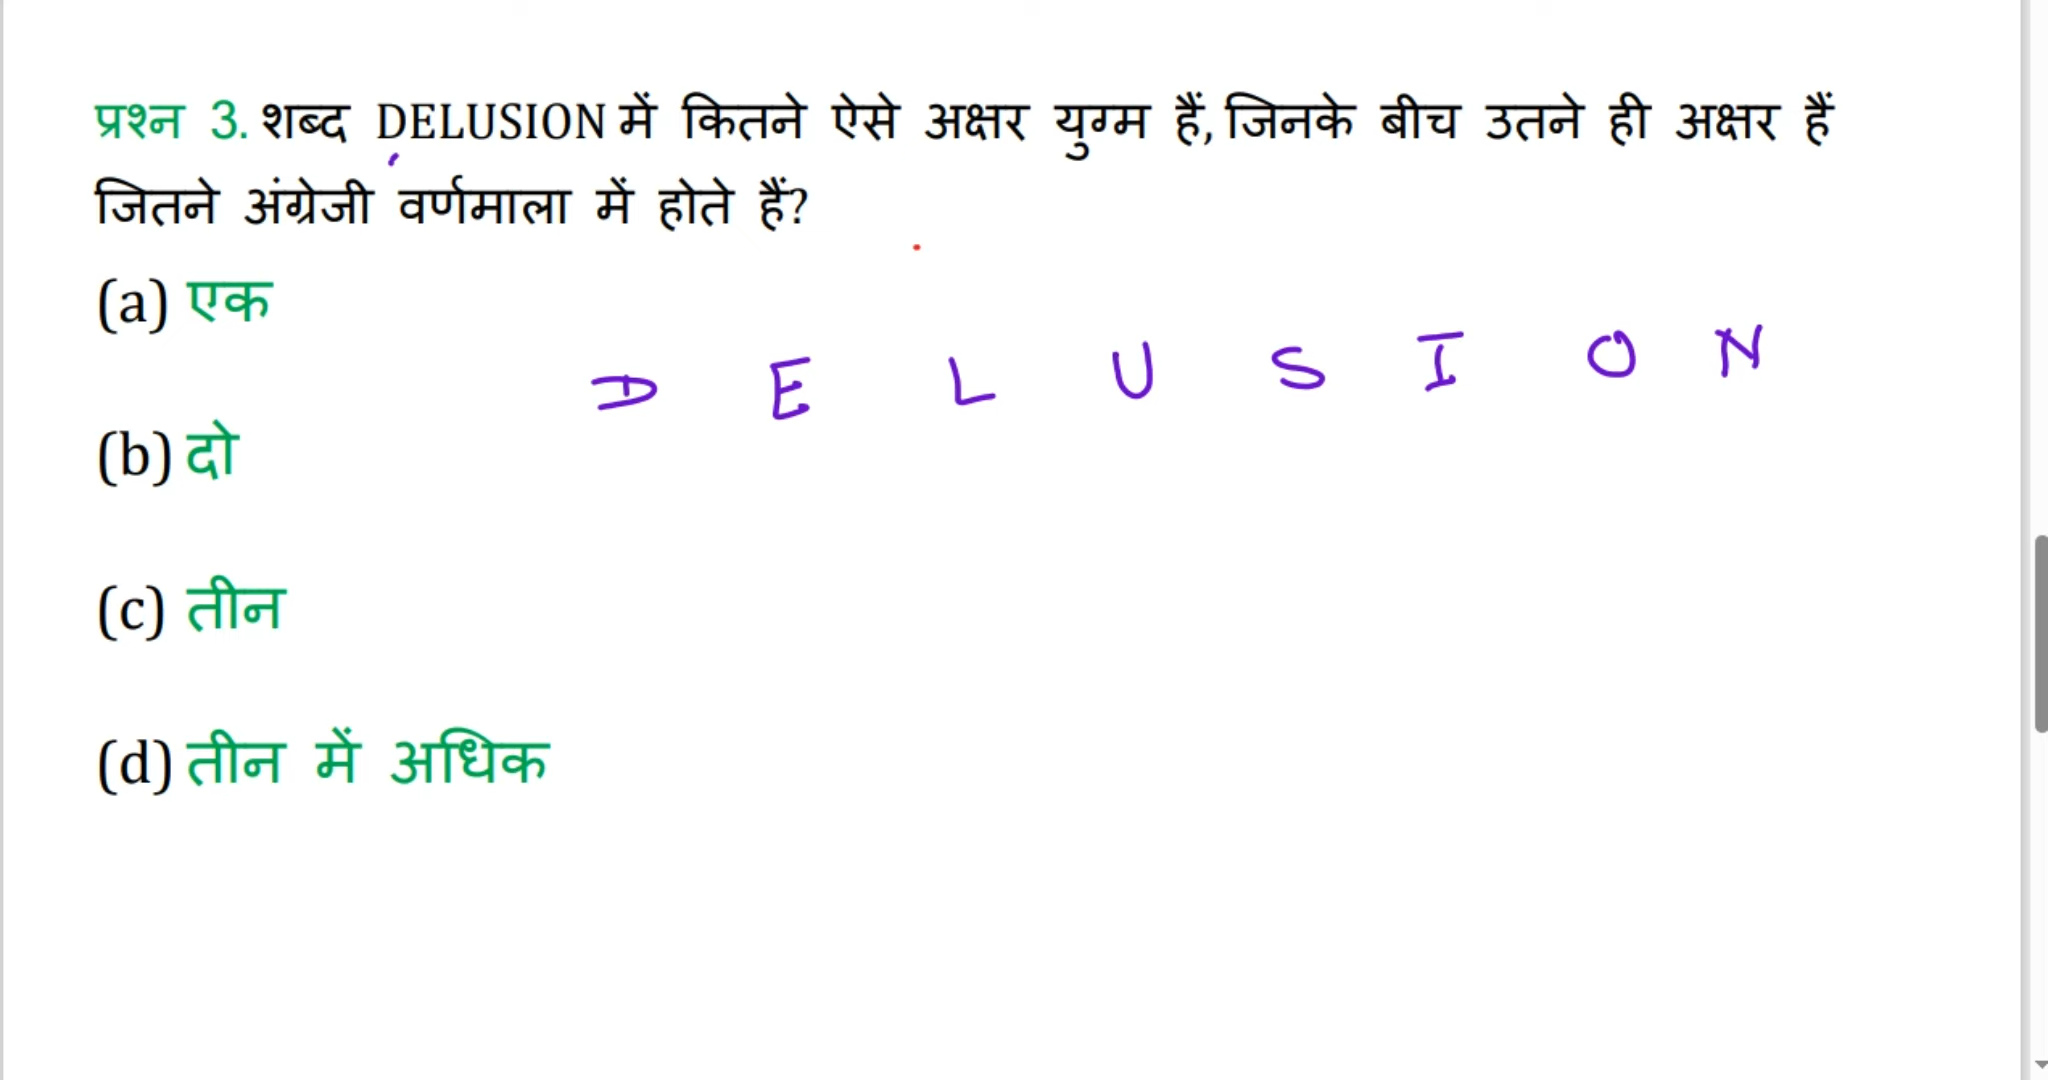 प्रश्न 3. शब्द DELUSION में कितने ऐसे अक्षर युग्म हैं, जिनके बीच उतने ही अक्षर हैं
जितने अंग्रेजी वर्णमाला में होते हैं?
(a) एक
D E L U S I O N
(b) दो
(c) तीन
(d) तीन में अधिक